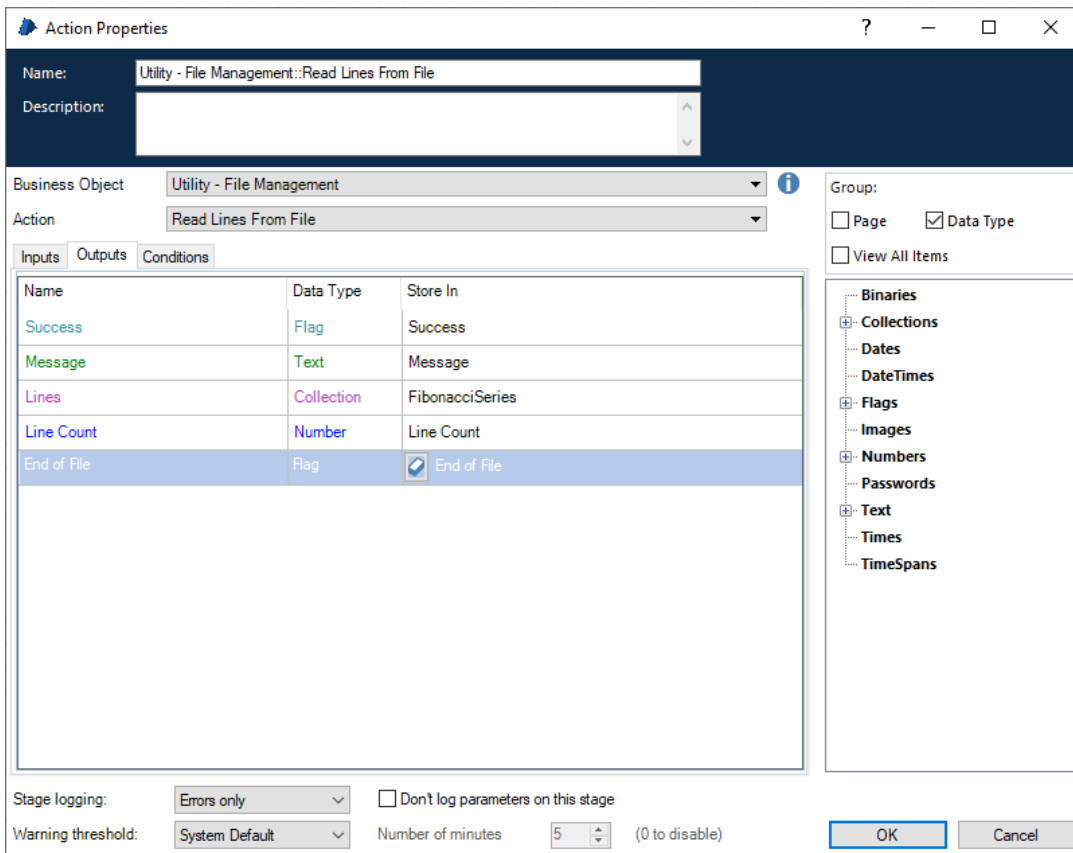 Action Properties ?
Name: Utility - File Management::Read Lines From File
Description:
Business Object Utility - File Management
Action Read Lines From File
Inputs Outputs Conditions
Name Data Type Store In
Success Flag Success
Message Text Message
Lines Collection FibonacciSeries
Line Count Number Line Count
End of File Flag End of File
Group:
Page Data Type
View All Items
Binaries
Collections
Dates
DateTimes
Flags
Images
Numbers
Passwords
Text
Times
TimeSpans
Stage logging: Errors only Don't log parameters on this stage
Warning threshold: System Default Number of minutes 5 (0 to disable)
OK Cancel